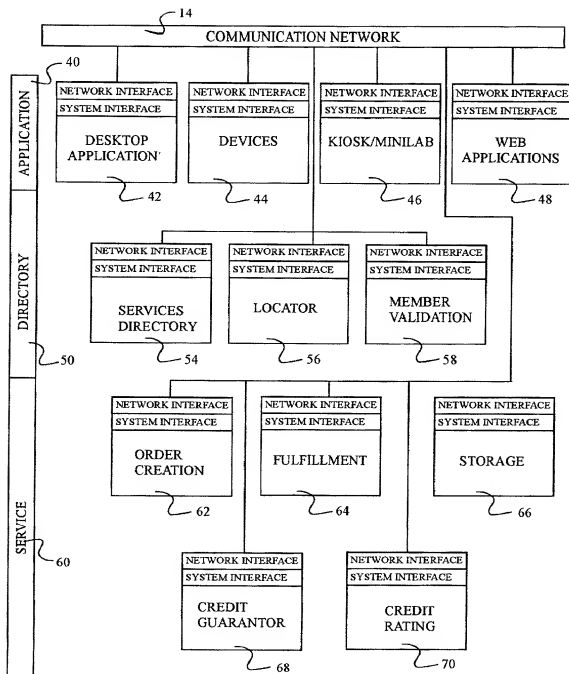 14
COMMUNICATION NETWORK
40
APPLICATION
NETWORK INTERFACE
SYSTEM INTERFACE
DESKTOP
APPLICATION'
42
NETWORK INTERFACE
SYSTEM INTERFACE
DEVICES
44
NETWORK INTERFACE
SYSTEM INTERFACE
KIOSK/MINILAB
46
NETWORK INTERFACE
SYSTEM INTERFACE
WEB
APPLICATIONS
48
DIRECTORY
50
NETWORK INTERFACE
SYSTEM INTERFACE
SERVICES
DIRECTORY
54
NETWORK INTERFACE
SYSTEM INTERFACE
LOCATOR
56
NETWORK INTERFACE
SYSTEM INTERFACE
MEMBER
VALIDATION
58
SERVICE
60
NETWORK INTERFACE
SYSTEM INTERFACE
ORDER
CREATION
62
NETWORK INTERFACE
SYSTEM INTERFACE
FULFILLMENT
64
NETWORK INTERFACE
SYSTEM INTERFACE
STORAGE
66
NETWORK INTERFACE
SYSTEM INTERFACE
CREDIT
GUARANTOR
68
NETWORK INTERFACE
SYSTEM INTERFACE
CREDIT
RATING
70